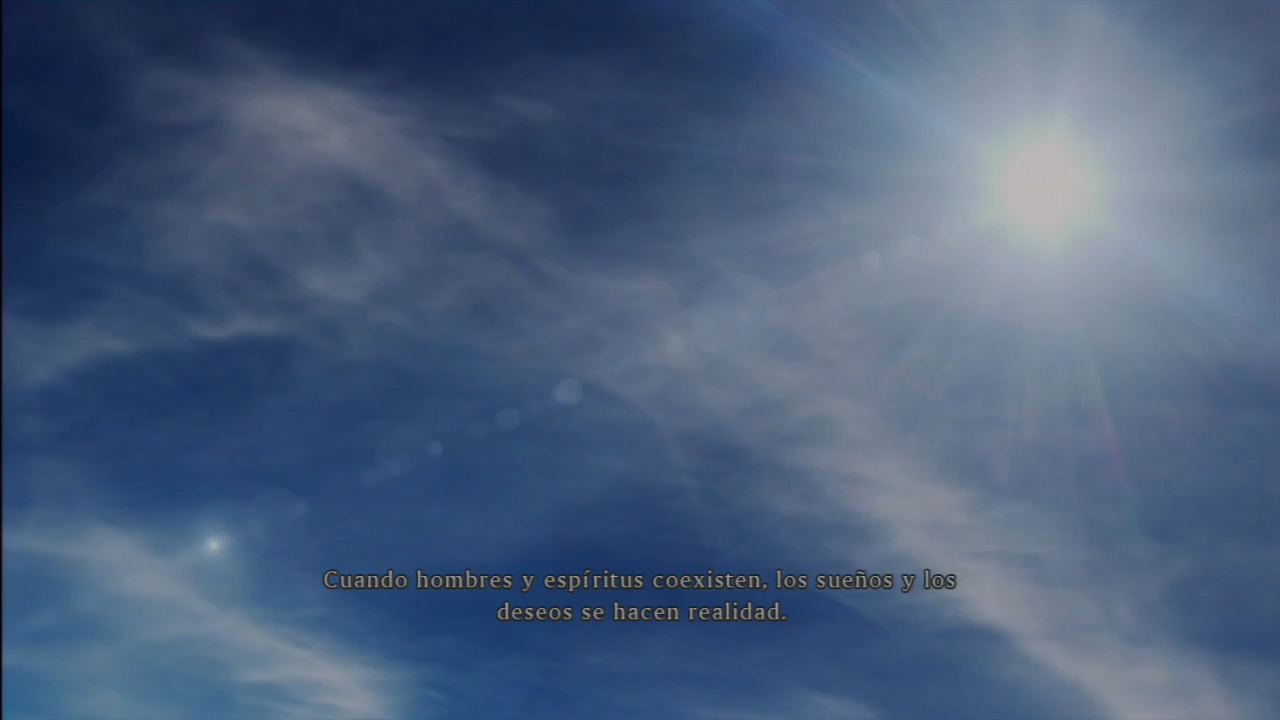 Cuando hombres y espíritus coexisten, los sueños y los
deseos se hacen realidad.